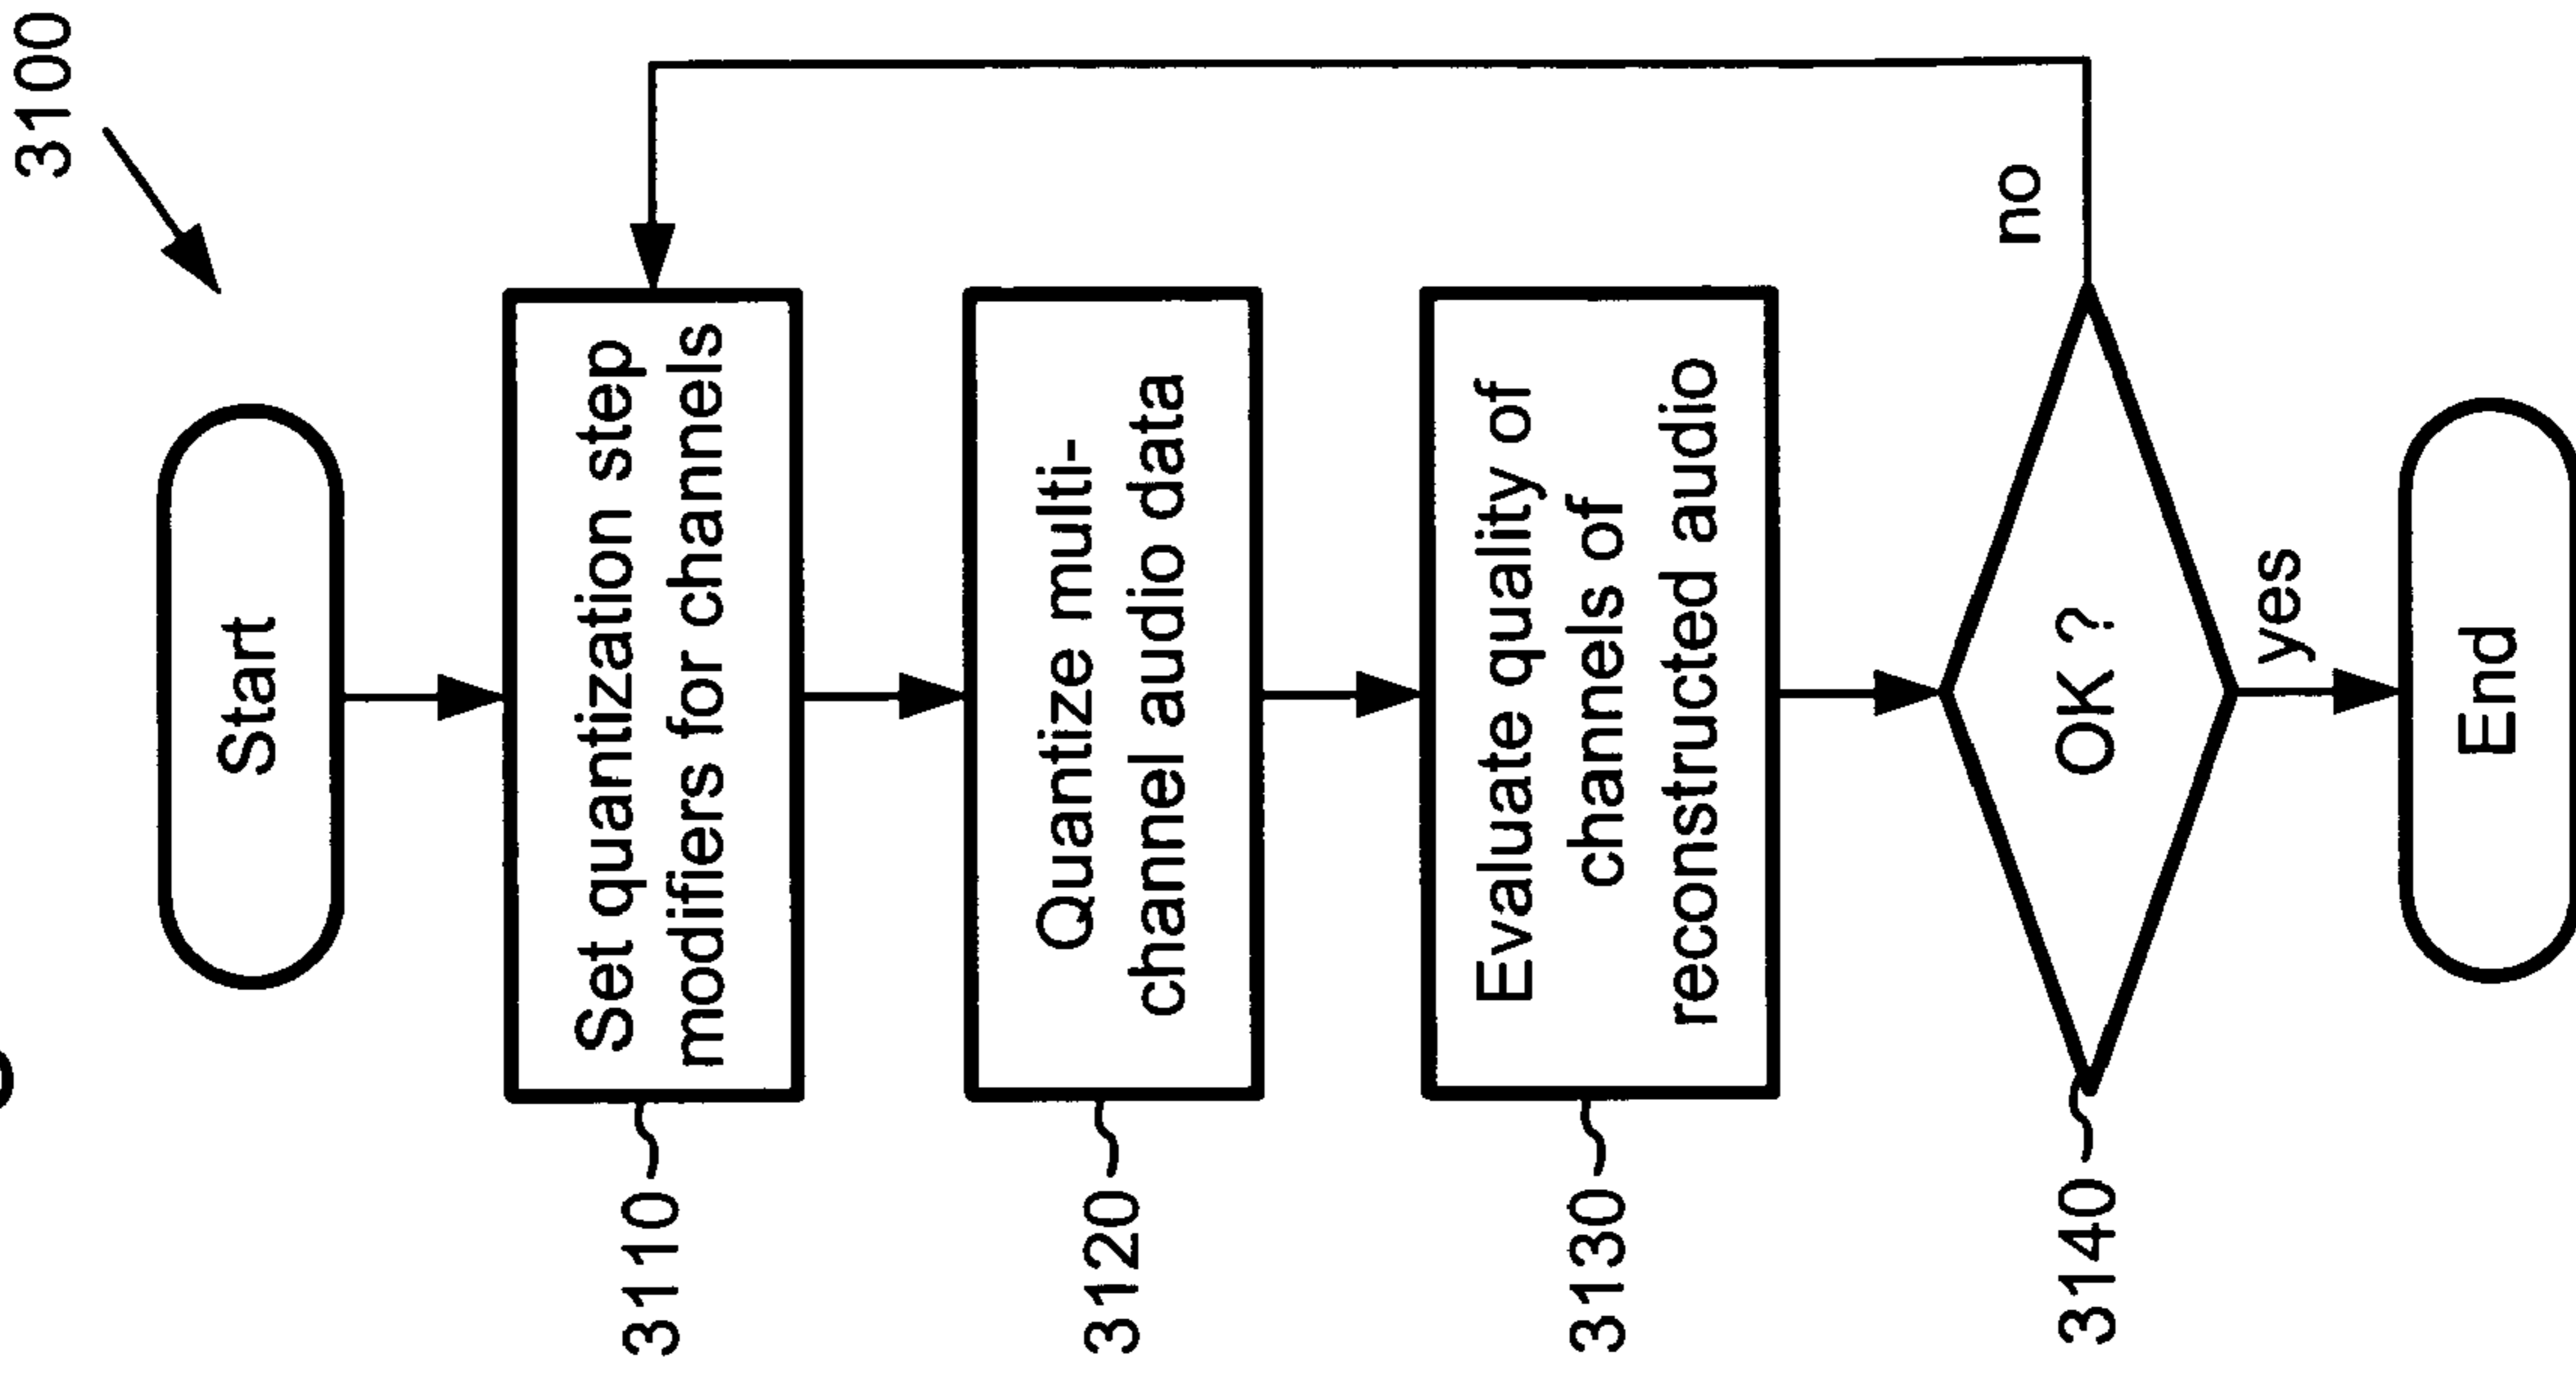 3100
Start
3110
Set quantization step
modifiers for channels
3120
Quantize multi-
channel audio data
3130
Evaluate quality of
channels of
reconstructed audio
3140
OK ?
no
yes
End